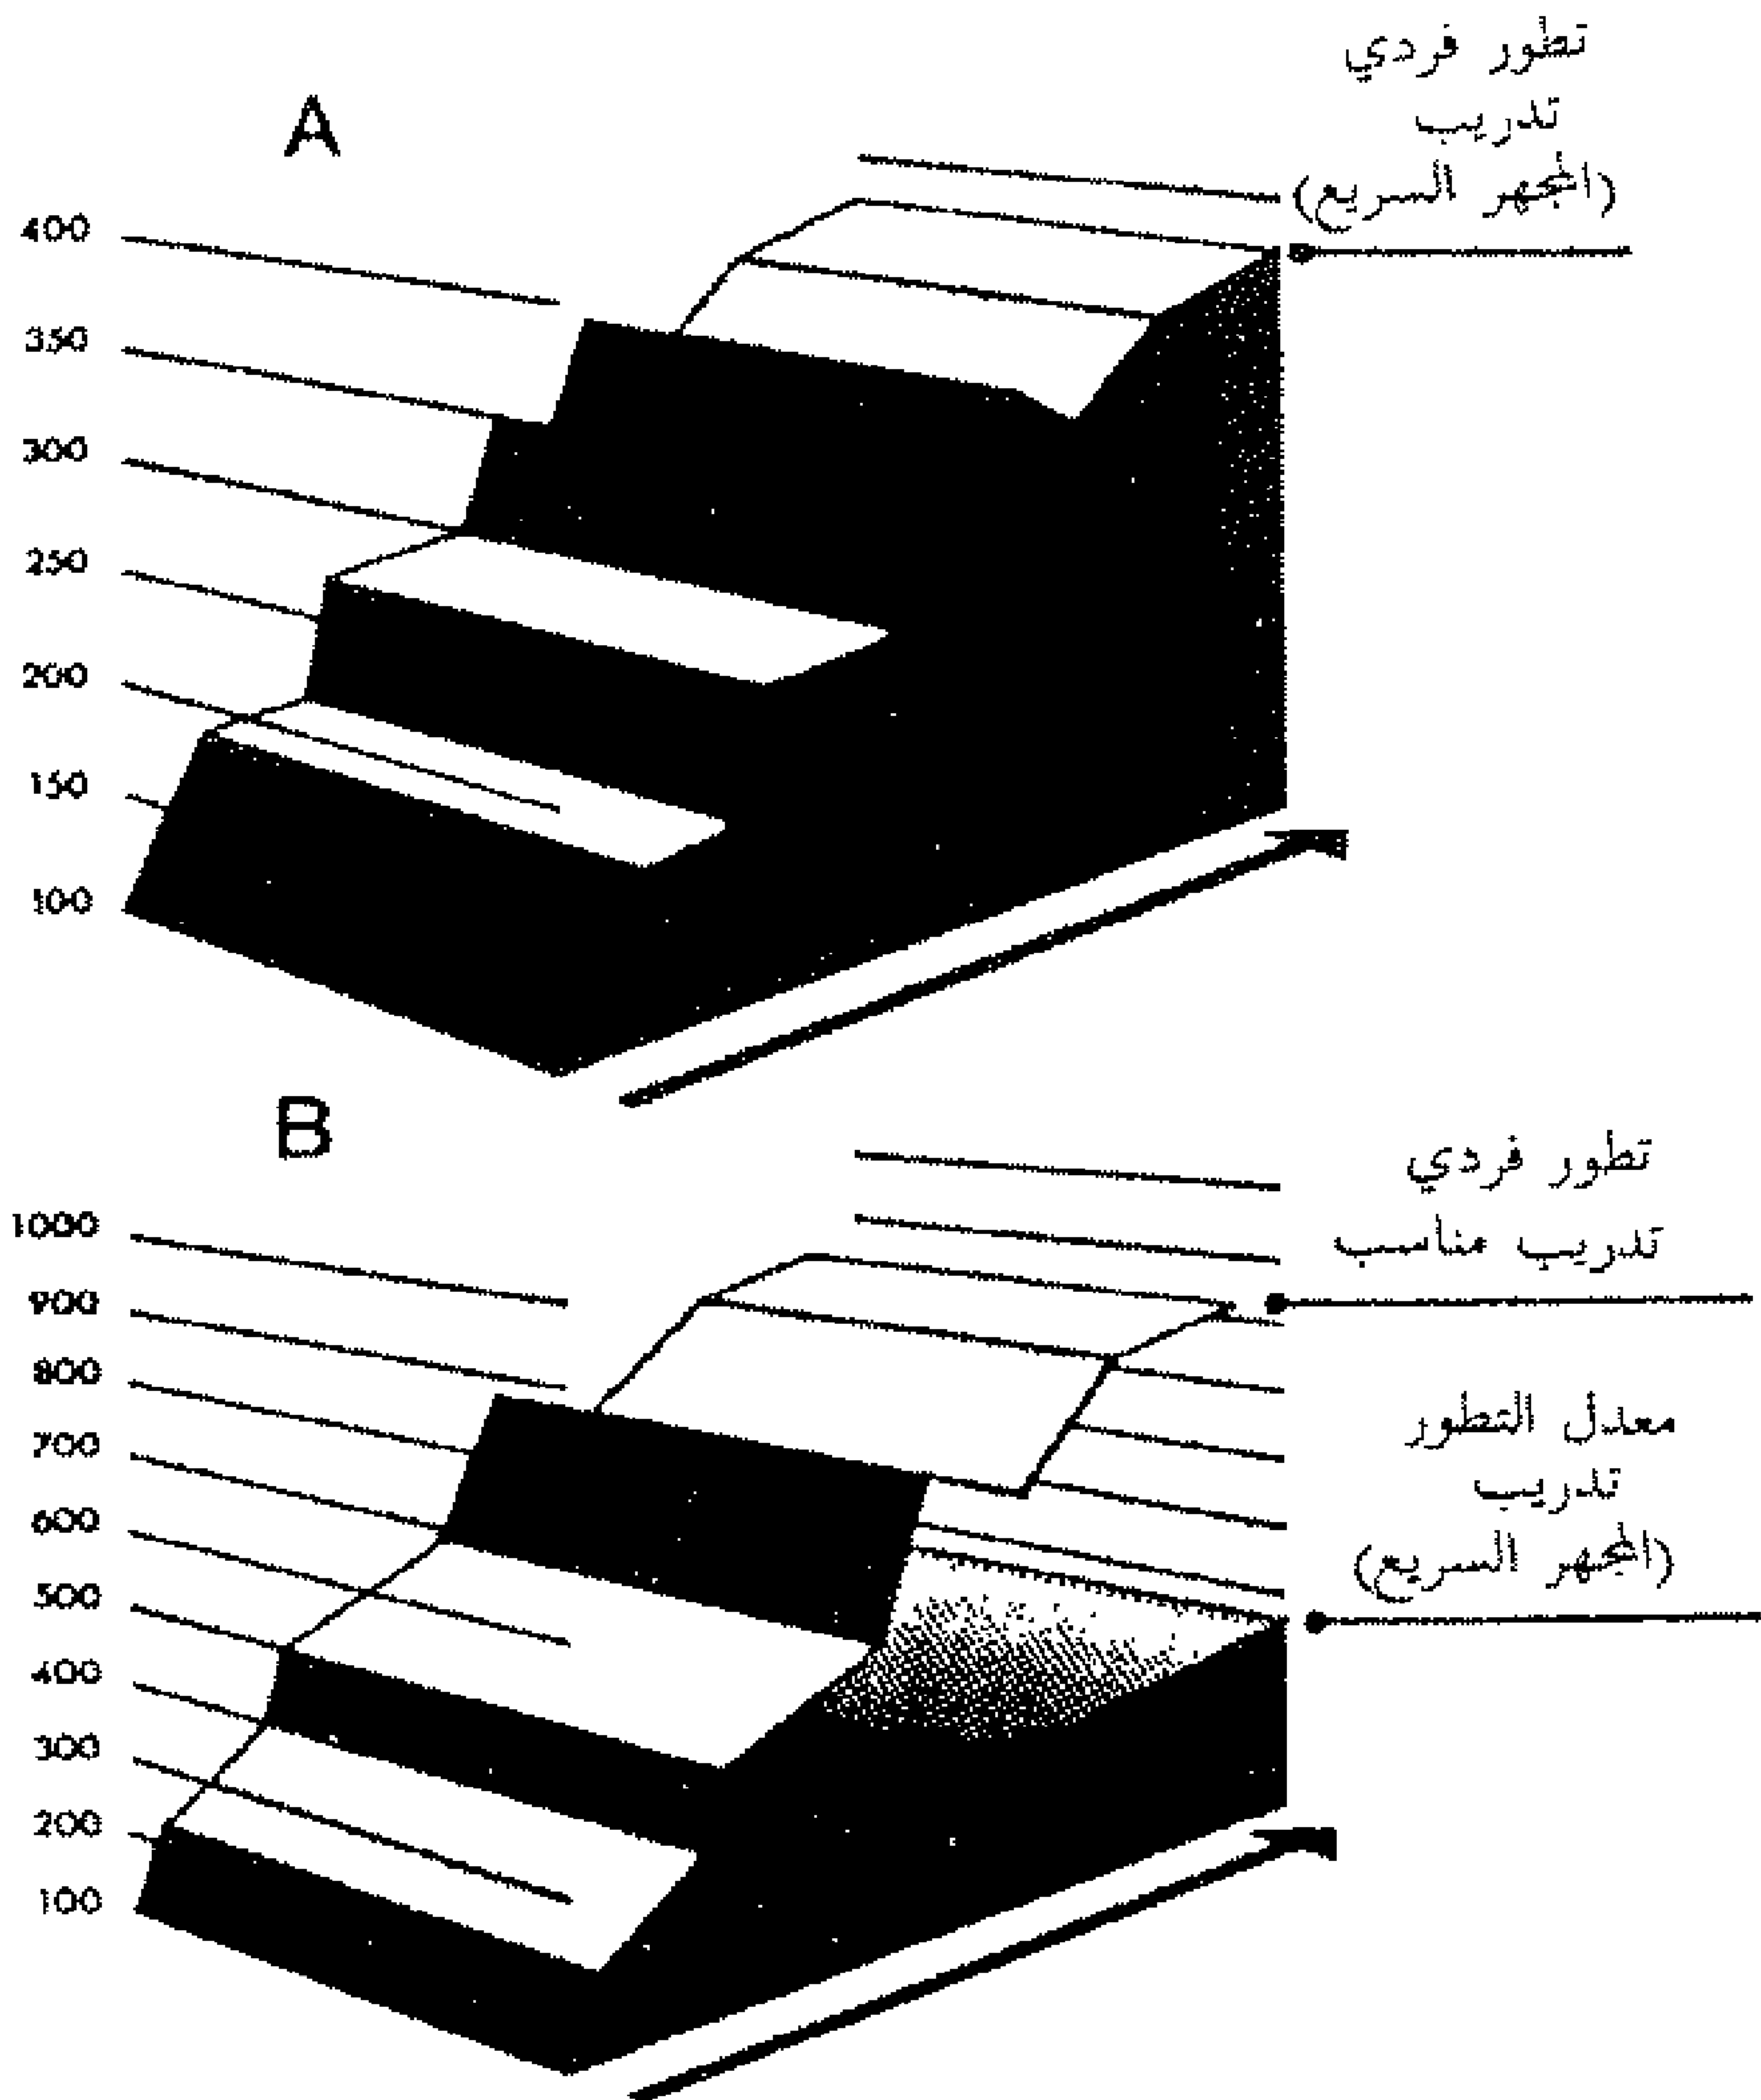 A
تطور فردي
تدريب
(المجهر السريع)
400
350
300
250
200
150
100
B
تطور فردي
تدريب مناسب
معدل التطور
تدريب
(المجهر السريع)
1000
900
800
700
600
500
400
300
200
100